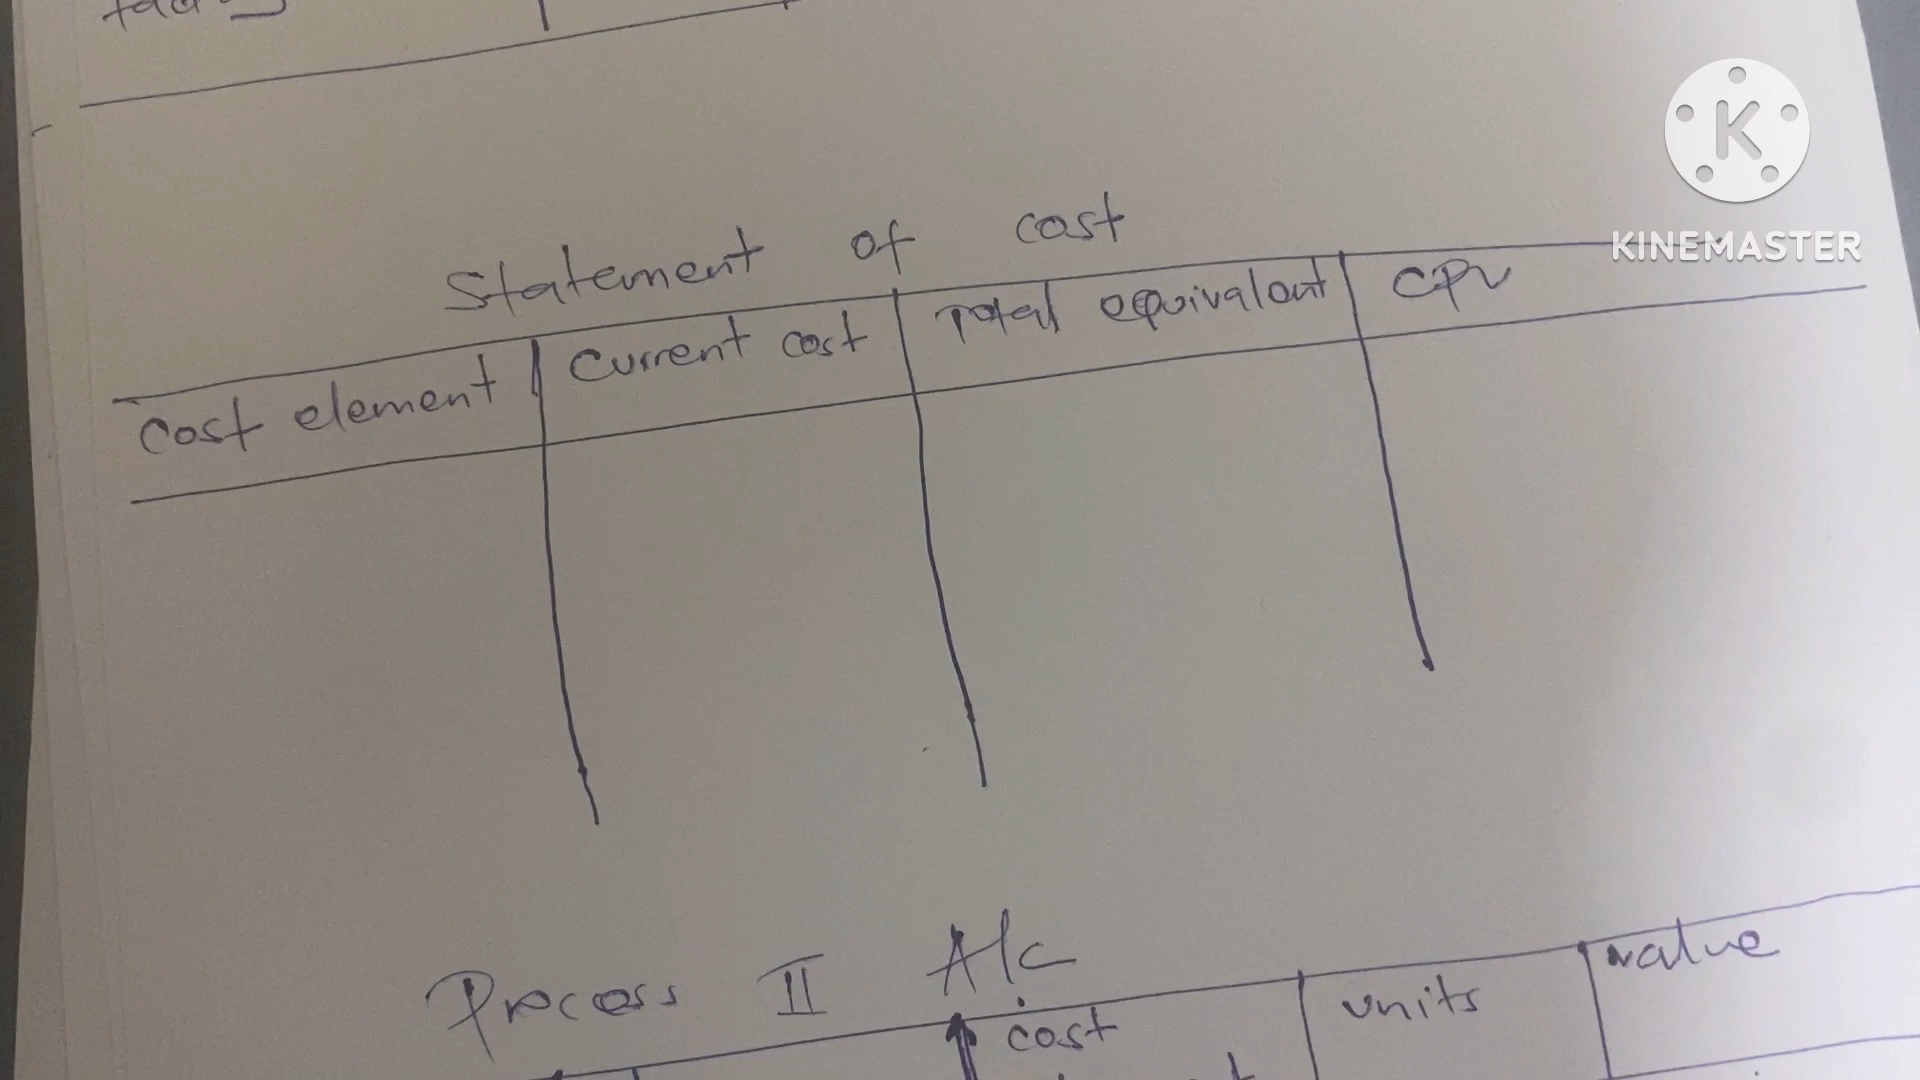 K
KINEMASTER
Statement of cost
Cost element Current cost Total equivalent CPU
Process II A/c
cost units value